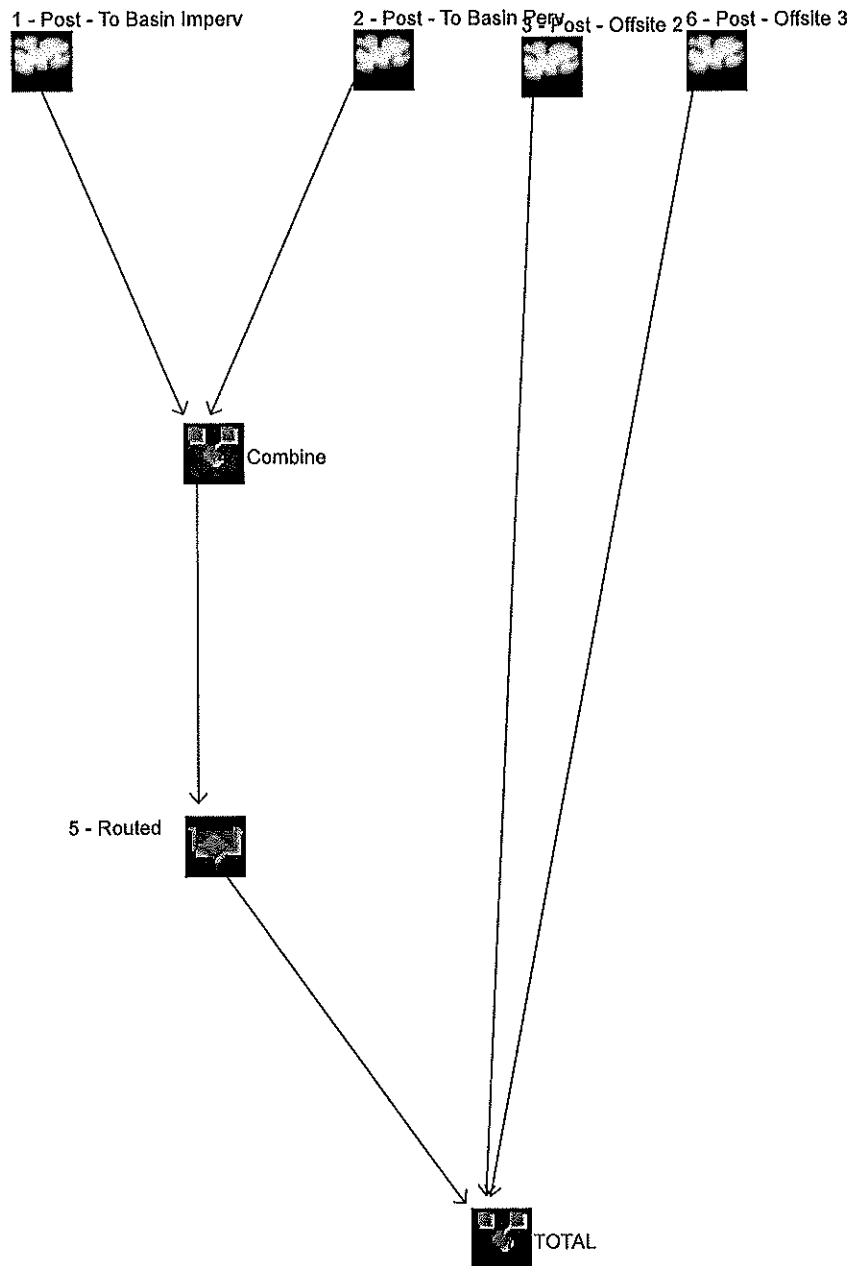 1 - Post - To Basin Imperv
2 - Post - To Basin Perv
3 - Post - Offsite 2
6 - Post - Offsite 3
Combine
5 - Routed
TOTAL